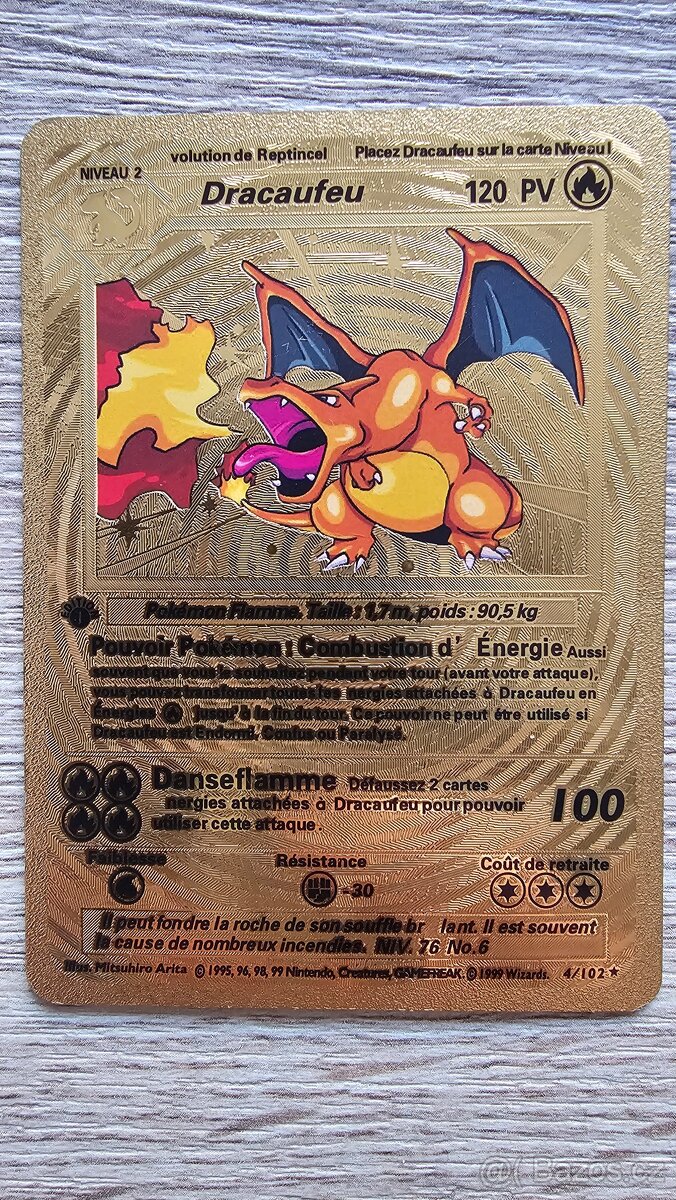 volution de Reptincel Placez Dracaufeu sur la carte Niveau I
NIVEAU 2
Dracaufeu 120 PV
EDITION 1
Pokémon Flamme. Taille : 1,7 m, poids : 90,5 kg
Pouvoir Pokémon : Combustion d' Énergie Aussi
souvent que vous le souhaitez pendant votre tour (avant votre attaque),
vous pouvez transformer toutes les nergies attachées à Dracaufeu en
Énergies jusqu' à la fin du tour. Ce pouvoir ne peut être utilisé si
Dracaufeu est Endormi, Confus ou Paralysé.
Danseflamme Défaussez 2 cartes
nergies attachées à Dracaufeu pour pouvoir
utiliser cette attaque. 100
Faiblesse Résistance Coût de retraite
-30
Il peut fondre la roche de son souffle br lant. Il est souvent
la cause de nombreux incendies. NIV. 76 No.6
Illus. Mitsuhiro Arita ©1995, 96, 98, 99 Nintendo, Creatures, GAMEFREAK. ©1999 Wizards. 4/102 ★
Bazos.cz